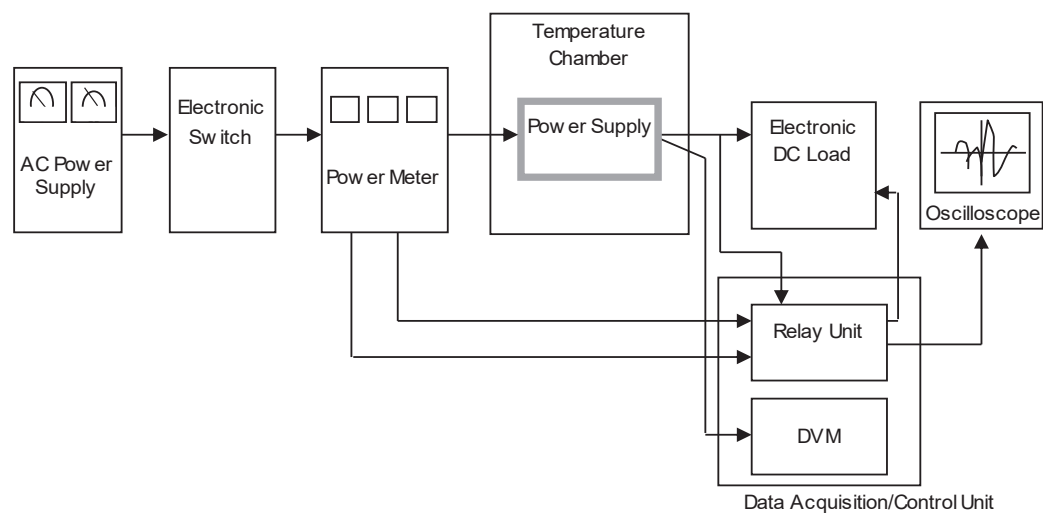 Temperature
Chamber
AC Power
Supply
Electronic
Switch
Power Meter
Power Supply
Electronic
DC Load
Oscilloscope
Relay Unit
DVM
Data Acquisition/Control Unit